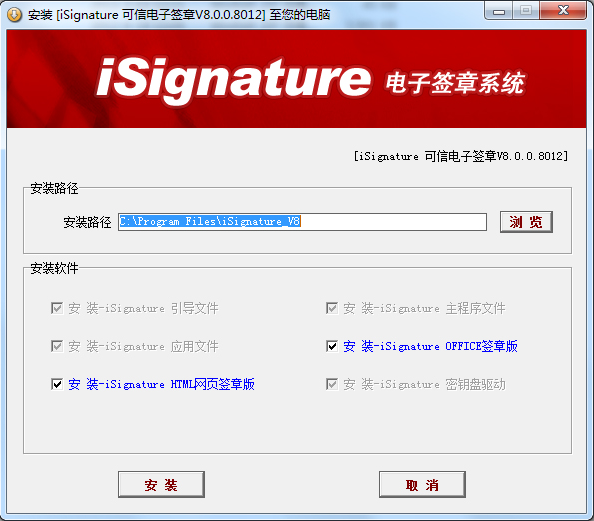 安装 [iSignature 可信电子签章V8.0.0.8012] 至您的电脑
iSignature 电子签章系统
[iSignature 可信电子签章V8.0.0.8012]
安装路径
安装路径 C:\Program Files\iSignature_V8 浏 览
安装软件
安 装-iSignature 引导文件 安 装-iSignature 主程序文件
安 装-iSignature 应用文件 安 装-iSignature OFFICE签章版
安 装-iSignature HTML网页签章版 安 装-iSignature 密钥盘驱动
安 装 取 消